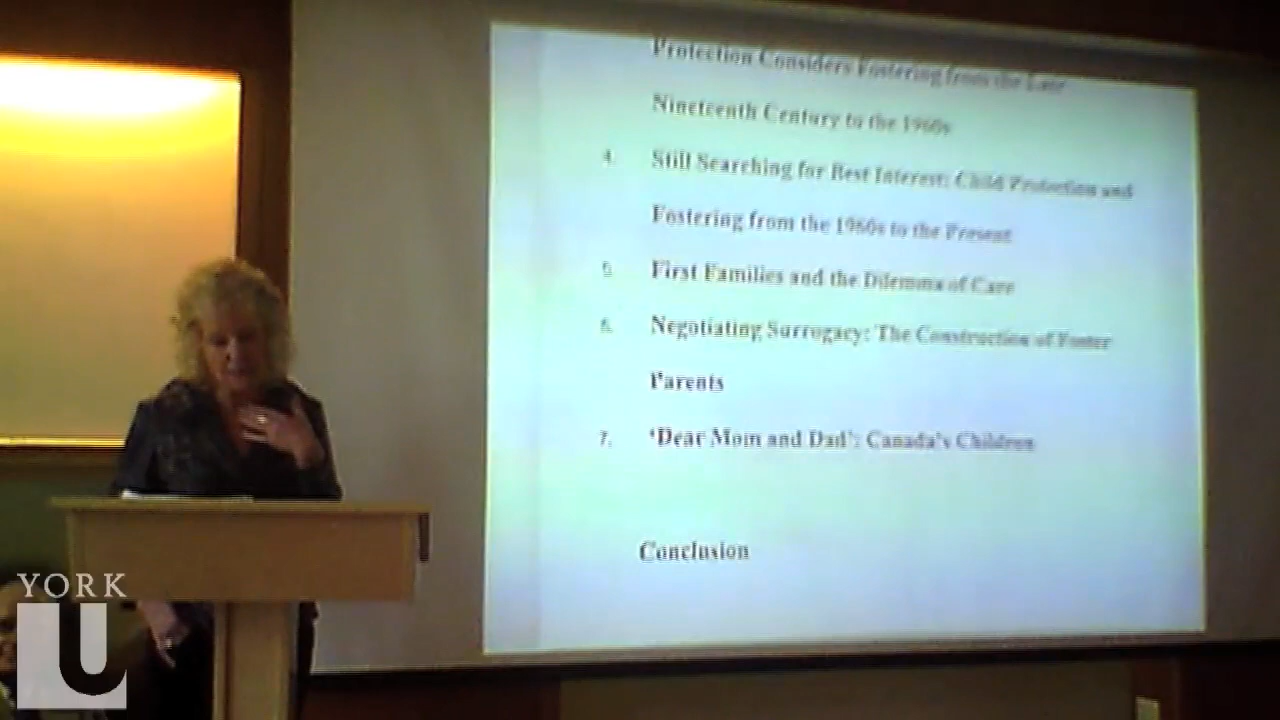 Protection Considers Fostering from the Late
Nineteenth Century to the 1960s
4. Still Searching for Best Interest: Child Protection and
Fostering from the 1960s to the Present
5. First Families and the Dilemma of Care
6. Negotiating Surrogacy: The Construction of Foster
Parents
7. 'Dear Mom and Dad': Canada's Children
Conclusion
YORK
U